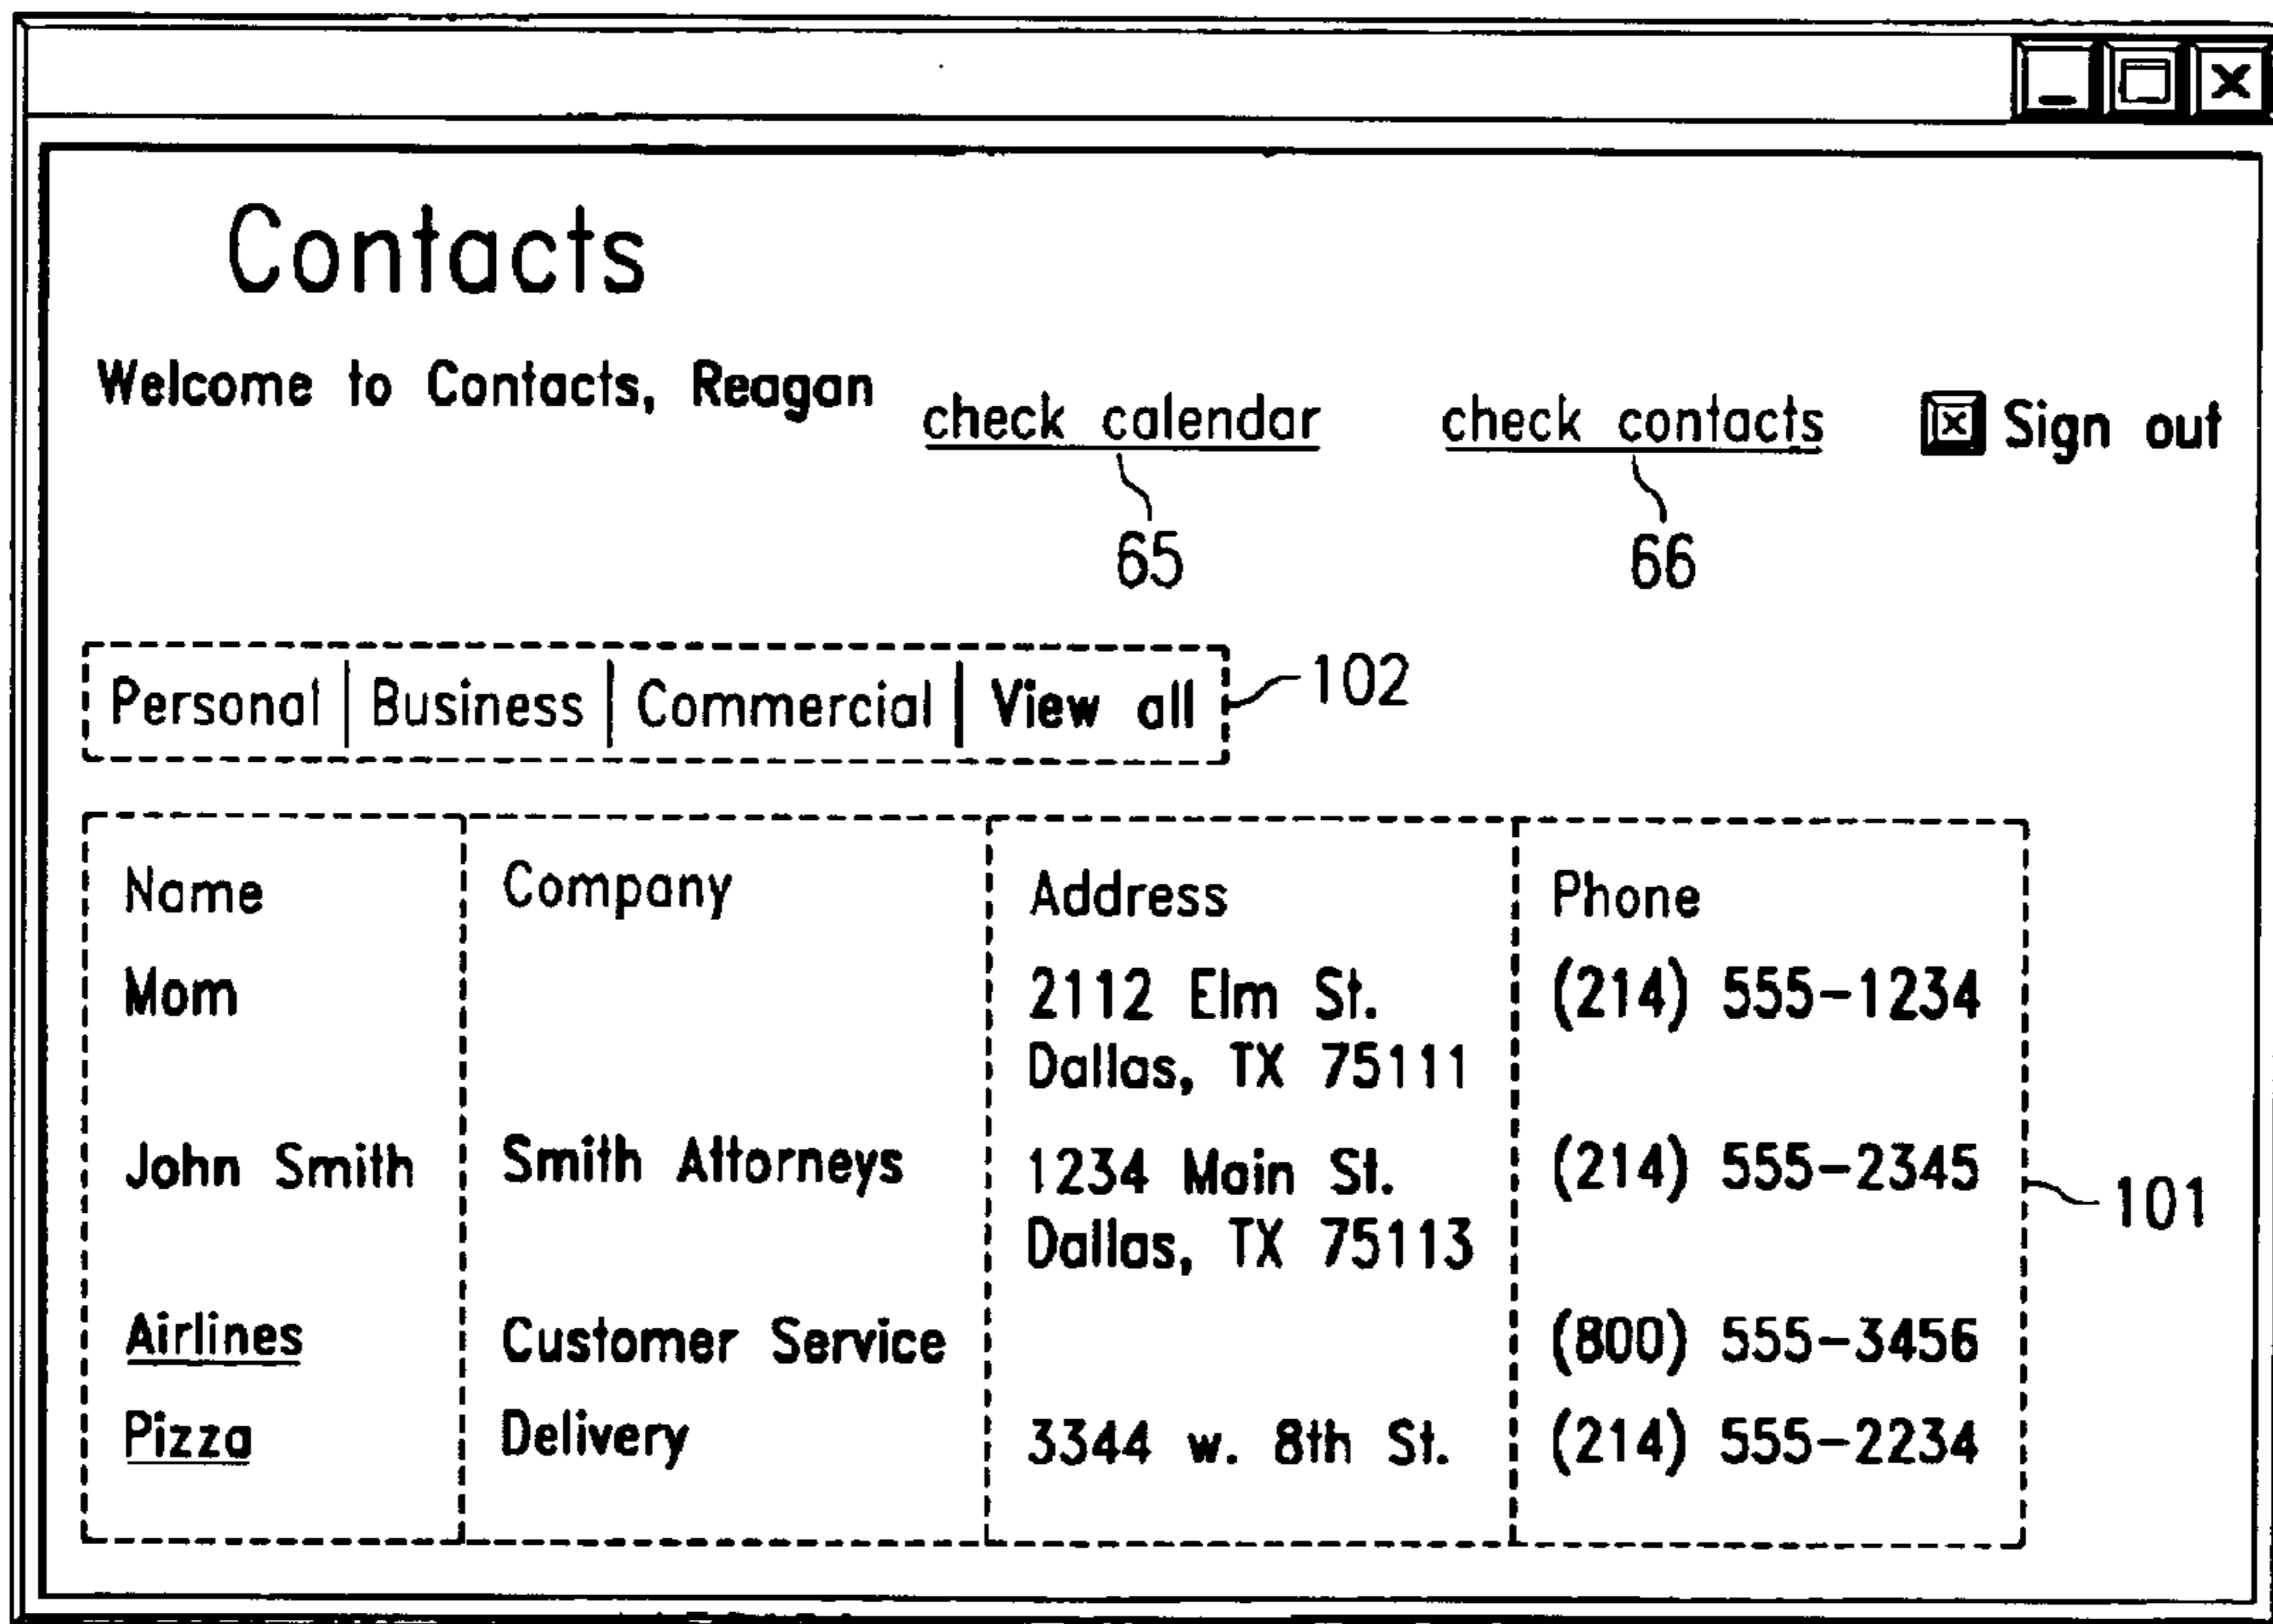 Contacts
Welcome to Contacts, Reagan check calendar check contacts Sign out
65 66
Personal Business Commercial View all 102
Name Company Address Phone
Mom 2112 Elm St. (214) 555-1234
Dallas, TX 75111
John Smith Smith Attorneys 1234 Main St. (214) 555-2345
101
Dallas, TX 75113
Airlines Customer Service (800) 555-3456
Pizza Delivery 3344 w. 8th St. (214) 555-2234